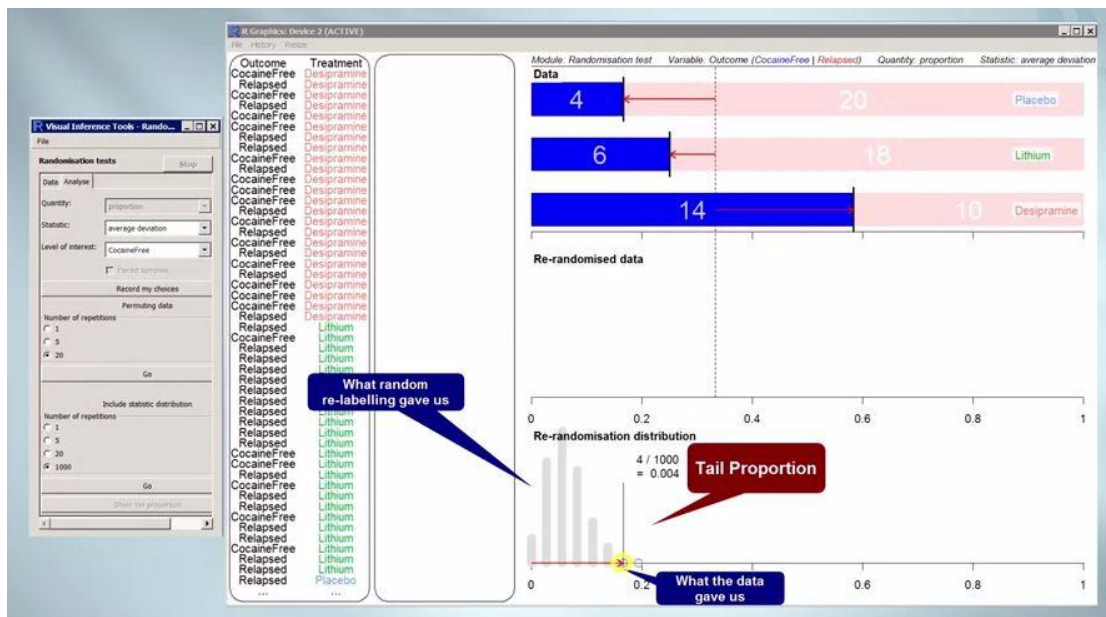 Visual Inference Tools - Rando...
File
Randomisation tests
Stop
Data Analyse
Quantity: proportion
Statistic: average deviation
Level of interest: CocaineFree
Forced samples
Record my choices
Permuting data
Number of repetitions
1
5
20
Go
Include statistic distribution
Number of repetitions
1
5
20
1000
Go
Show tail proportion
R Graphics: Device 2 (ACTIVE)
File History Resize
Outcome Treatment
CocaineFree Desipramine
Relapsed Desipramine
CocaineFree Desipramine
Relapsed Desipramine
CocaineFree Desipramine
CocaineFree Desipramine
Relapsed Desipramine
Relapsed Desipramine
CocaineFree Desipramine
Relapsed Desipramine
CocaineFree Desipramine
CocaineFree Desipramine
CocaineFree Desipramine
Relapsed Desipramine
CocaineFree Desipramine
Relapsed Desipramine
CocaineFree Desipramine
Relapsed Desipramine
CocaineFree Desipramine
Relapsed Desipramine
CocaineFree Desipramine
CocaineFree Desipramine
CocaineFree Desipramine
Relapsed Desipramine
Relapsed Lithium
CocaineFree Lithium
Relapsed Lithium
Relapsed Lithium
Relapsed Lithium
Relapsed
Relapsed
Relapsed
Relapsed Lithium
Relapsed Lithium
Relapsed Lithium
Relapsed Lithium
CocaineFree Lithium
CocaineFree Lithium
Relapsed Lithium
CocaineFree Lithium
Relapsed Lithium
Relapsed Lithium
CocaineFree Lithium
Relapsed Lithium
Relapsed Lithium
CocaineFree Lithium
Relapsed Lithium
Relapsed Lithium
Relapsed Placebo
... ...
Module: Randomisation test Variable: Outcome (CocaineFree | Relapsed) Quantity: proportion Statistic: average deviation
Data
4 20 Placebo
6 18 Lithium
14 10 Desipramine
Re-randomised data
0 0.2 0.4 0.6 0.8 1
Re-randomisation distribution
4 / 1000
= 0.004
Tail Proportion
What random
re-labelling gave us
What the data
gave us
0 0.2 0.4 0.6 0.8 1